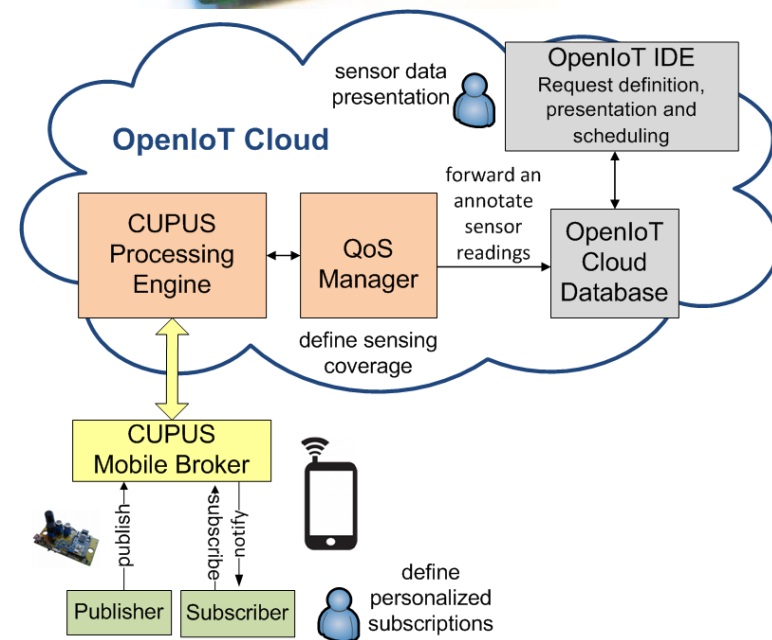 OpenIoT IDE
Request definition,
presentation and
scheduling
sensor data
presentation
OpenIoT Cloud
forward an
annotate
sensor
readings
CUPUS
Processing
Engine
QoS
Manager
OpenIoT
Cloud
Database
define sensing
coverage
CUPUS
Mobile Broker
publish
subscribe
notify
Publisher
Subscriber
define
personalized
subscriptions